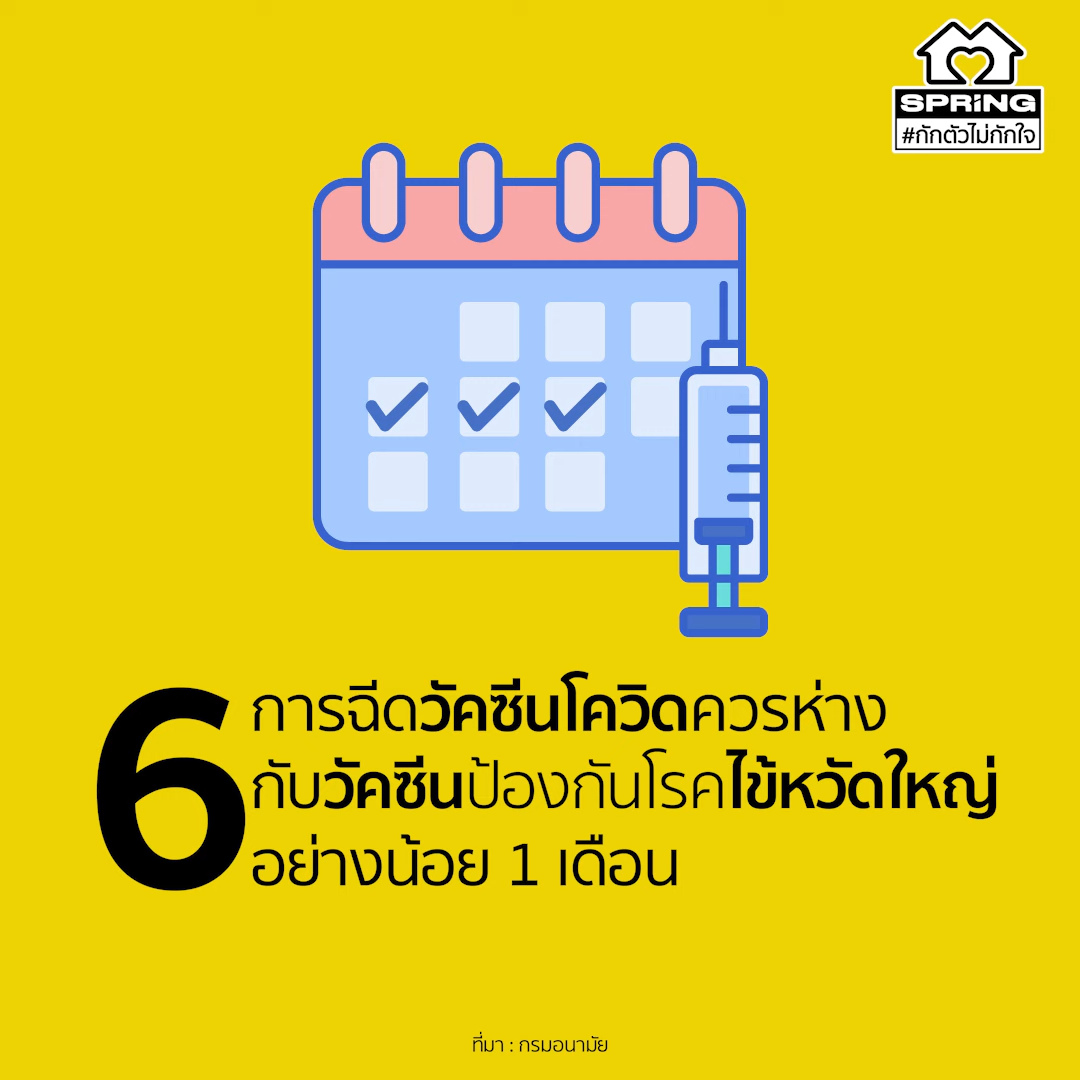 SPRiNG
#กักตัวไม่กักใจ
6
การฉีดวัคซีนโควิดควรห่าง
กับวัคซีนป้องกันโรคไข้หวัดใหญ่
อย่างน้อย 1 เดือน
ที่มา : กรมอนามัย